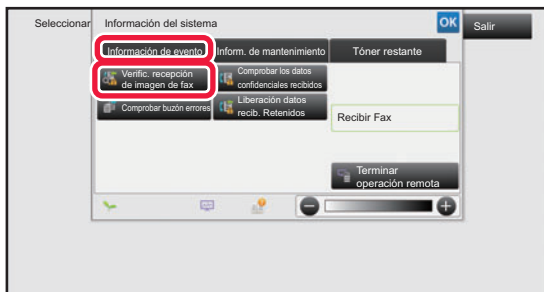 Seleccionar
Información del sistema
OK
Salir
Información de evento
Inform. de mantenimiento
Tóner restante
Verific. recepción
de imagen de fax
Comprobar los datos
confidenciales recibidos
Comprobar buzón errores
Liberación datos
recib. Retenidos
Recibir Fax
Terminar
operación remota